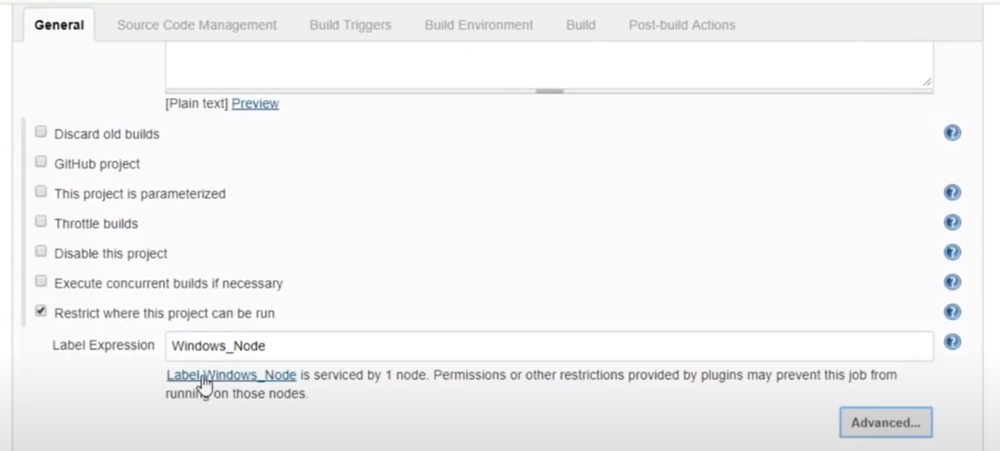 General Source Code Management Build Triggers Build Environment Build Post-build Actions
[Plain text] Preview
Discard old builds
GitHub project
This project is parameterized
Throttle builds
Disable this project
Execute concurrent builds if necessary
Restrict where this project can be run
Label Expression Windows_Node
Label Windows_Node is serviced by 1 node. Permissions or other restrictions provided by plugins may prevent this job from
running on those nodes.
Advanced...